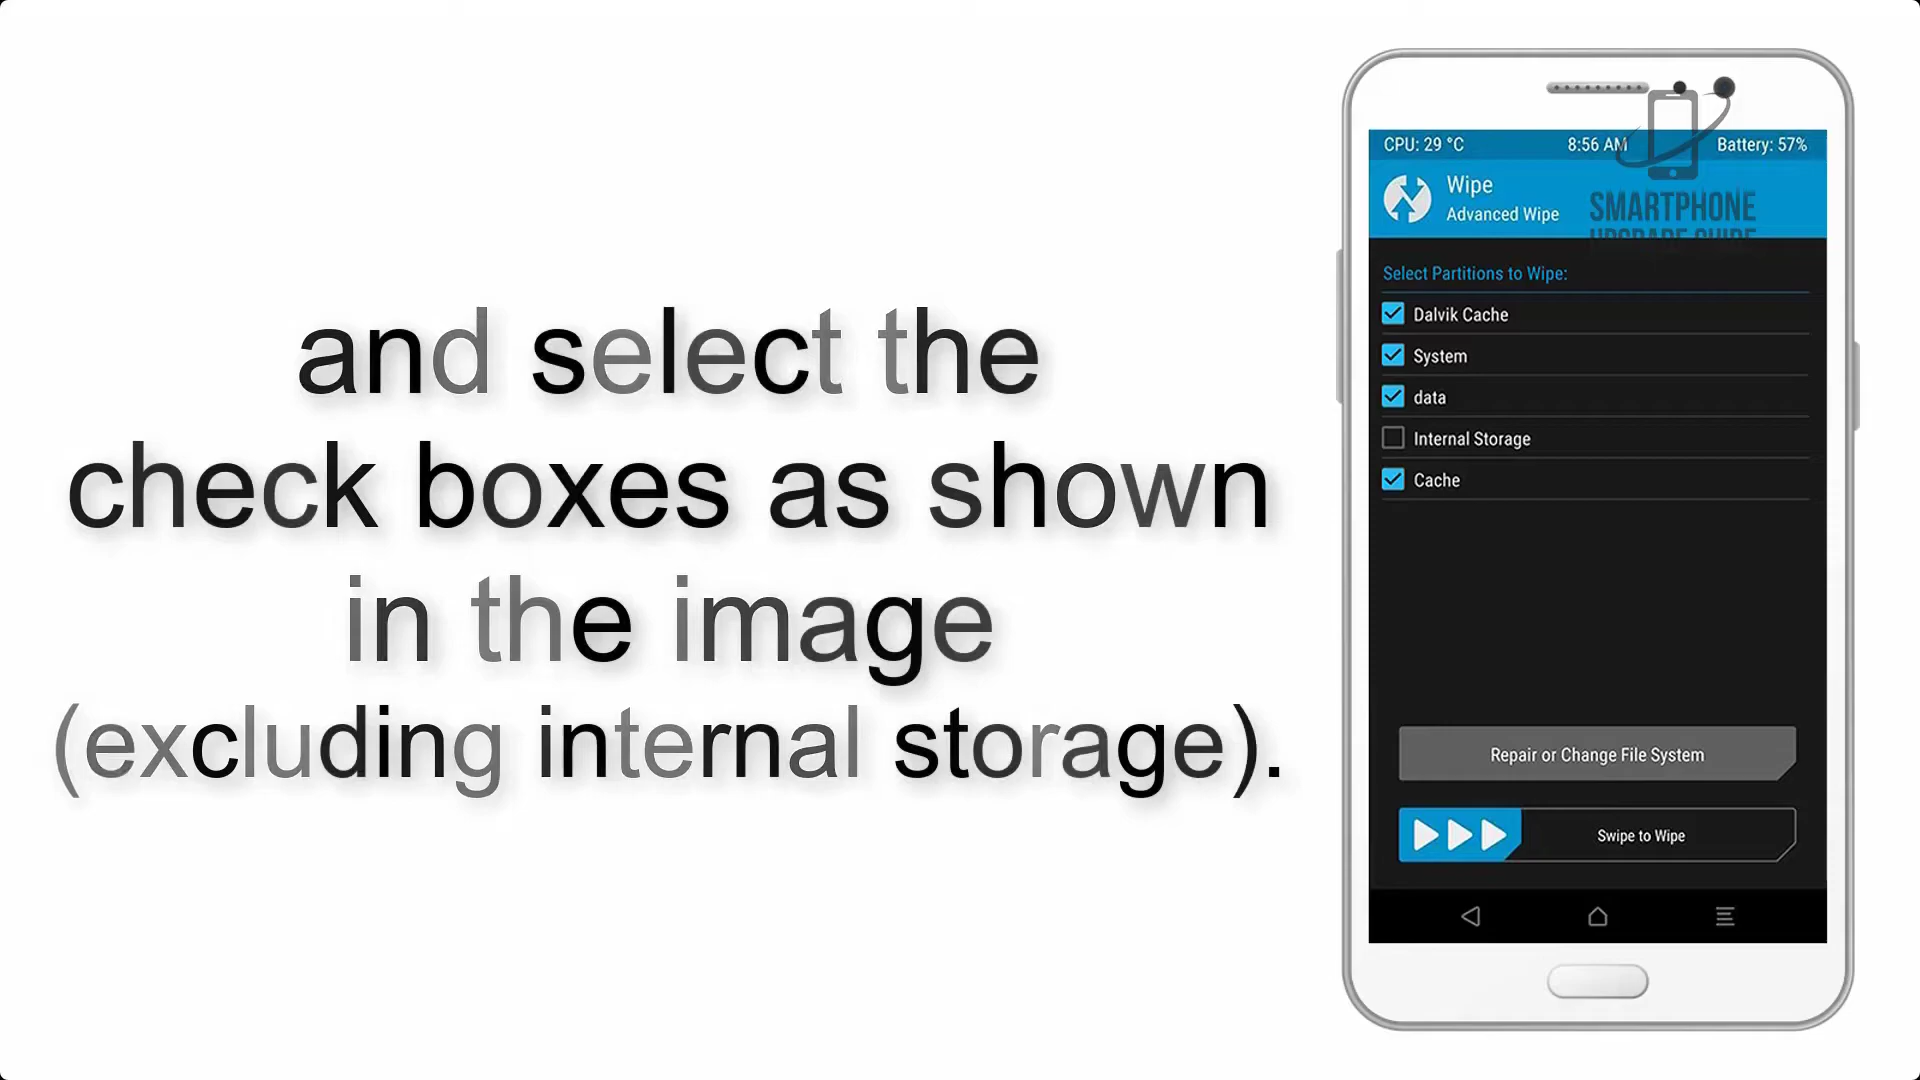 and select the
check boxes as shown
in the image
(excluding internal storage).
CPU: 29 °C 8:56 AM Battery: 57%
Wipe
Advanced Wipe
SMARTPHONE
UPGRADE GUIDE
Select Partitions to Wipe:
Dalvik Cache
System
data
Internal Storage
Cache
Repair or Change File System
Swipe to Wipe